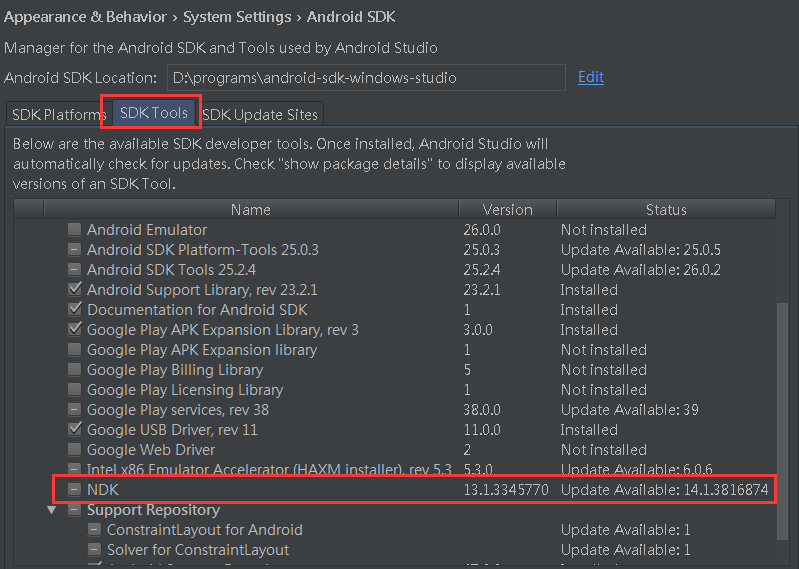 Appearance & Behavior › System Settings › Android SDK
Manager for the Android SDK and Tools used by Android Studio
Android SDK Location: D:\programs\android-sdk-windows-studio Edit
SDK Platforms SDK Tools SDK Update Sites
Below are the available SDK developer tools. Once installed, Android Studio will
automatically check for updates. Check "show package details" to display available
versions of an SDK Tool.
Name Version Status
Android Emulator 26.0.0 Not installed
Android SDK Platform-Tools 25.0.3 25.0.3 Update Available: 25.0.5
Android SDK Tools 25.2.4 25.2.4 Update Available: 26.0.2
Android Support Library, rev 23.2.1 23.2.1 Installed
Documentation for Android SDK 1 Installed
Google Play APK Expansion Library, rev 3 3.0.0 Installed
Google Play APK Expansion library 1 Not installed
Google Play Billing Library 5 Not installed
Google Play Licensing Library 1 Not installed
Google Play services, rev 38 38.0.0 Update Available: 39
Google USB Driver, rev 11 11.0.0 Installed
Google Web Driver 2 Not installed
Intel x86 Emulator Accelerator (HAXM installer), rev 5.3 5.3.0 Update Available: 6.0.6
NDK 13.1.3345770 Update Available: 14.1.3816874
Support Repository
ConstraintLayout for Android Update Available: 1
Solver for ConstraintLayout Update Available: 1